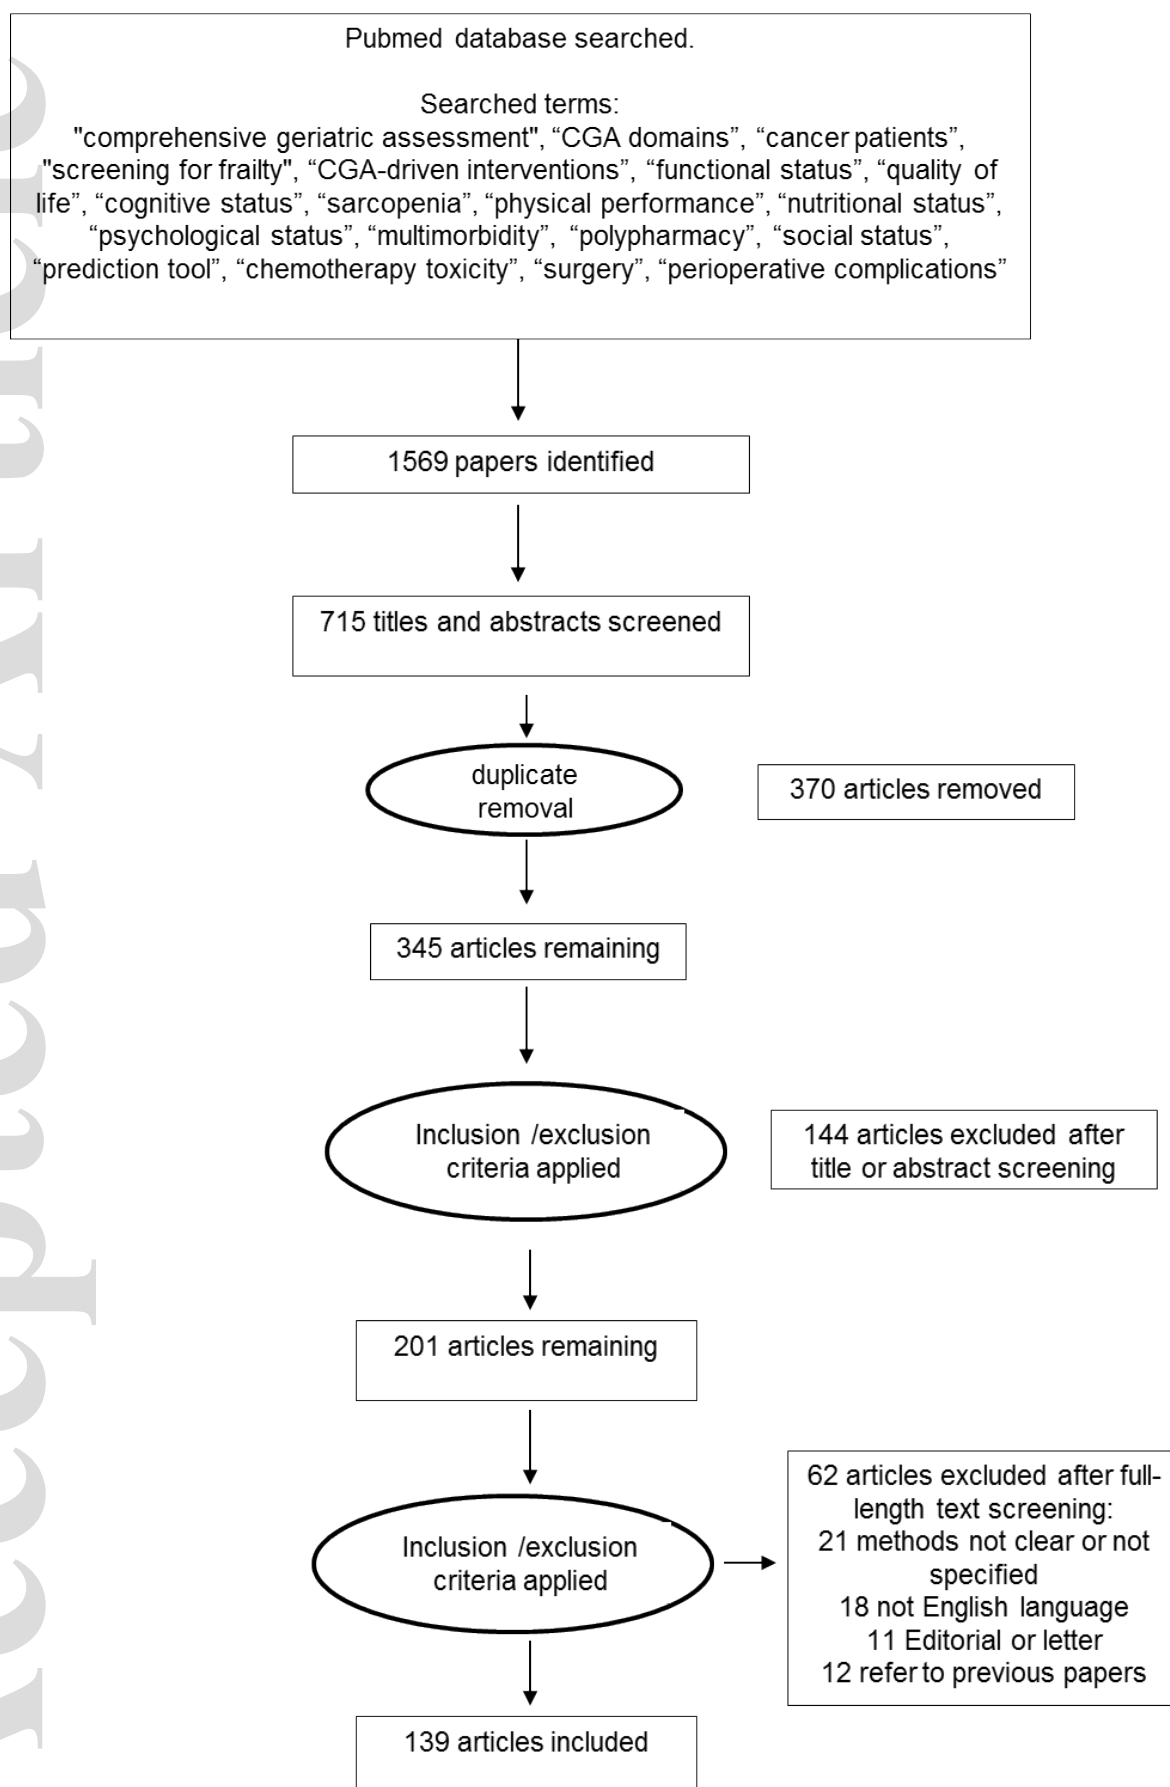 Pubmed database searched.
Searched terms:
"comprehensive geriatric assessment", “CGA domains”, “cancer patients”,
"screening for frailty", “CGA-driven interventions”, “functional status”, “quality of
life”, “cognitive status”, “sarcopenia”, “physical performance”, “nutritional status”,
“psychological status”, “multimorbidity”, “polypharmacy”, “social status”,
“prediction tool”, “chemotherapy toxicity”, “surgery”, “perioperative complications”
1569 papers identified
715 titles and abstracts screened
duplicate
removal
370 articles removed
345 articles remaining
Inclusion /exclusion
criteria applied
144 articles excluded after
title or abstract screening
201 articles remaining
Inclusion /exclusion
criteria applied
62 articles excluded after full-
length text screening:
21 methods not clear or not
specified
18 not English language
11 Editorial or letter
12 refer to previous papers
139 articles included